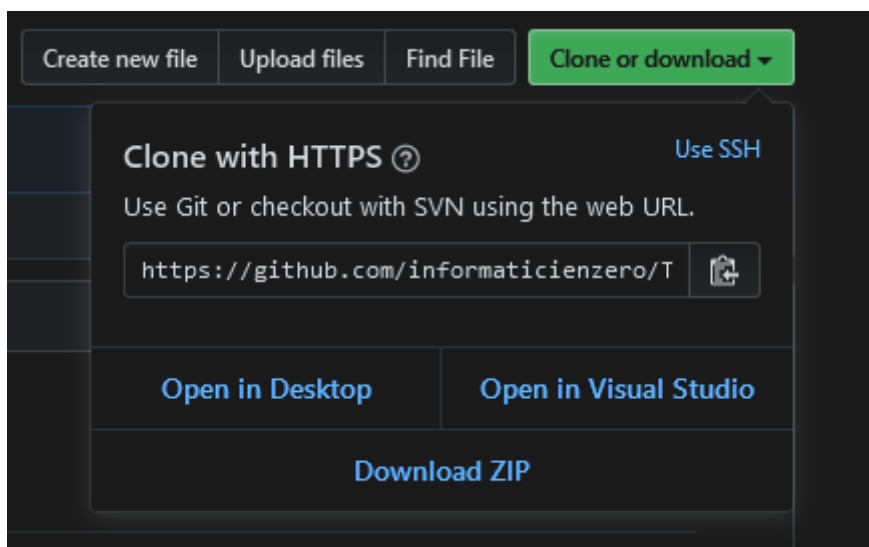 Create new file Upload files Find File Clone or download
Clone with HTTPS Use SSH
Use Git or checkout with SVN using the web URL.
https://github.com/informaticienzero/T
Open in Desktop Open in Visual Studio
Download ZIP